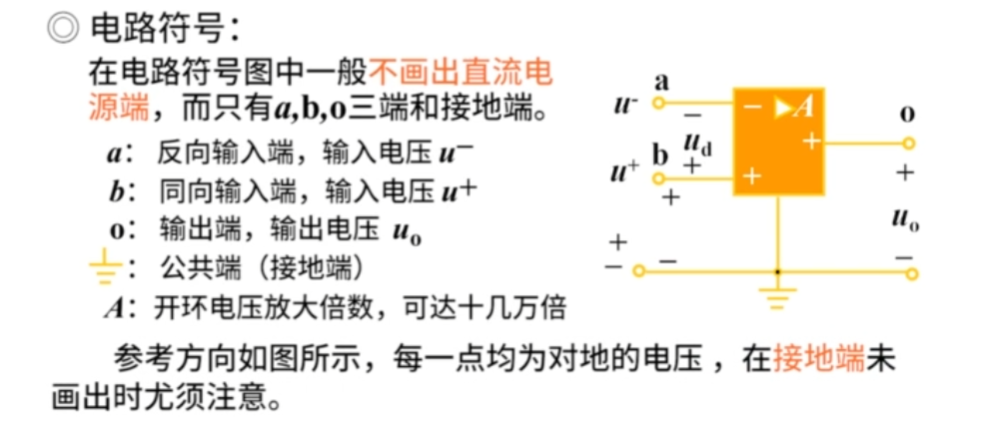 ◎ 电路符号：
在电路符号图中一般不画出直流电
源端，而只有a,b,o三端和接地端。
a： 反向输入端，输入电压 u−
b： 同向输入端，输入电压 u+
o： 输出端，输出电压 uo
： 公共端（接地端）
A：开环电压放大倍数，可达十几万倍
参考方向如图所示，每一点均为对地的电压 ，在接地端未
画出时尤须注意。
a
u-
−
− ▷A
o
b
ud
+
+
u+
+
+
+
uo
+
−
−
−